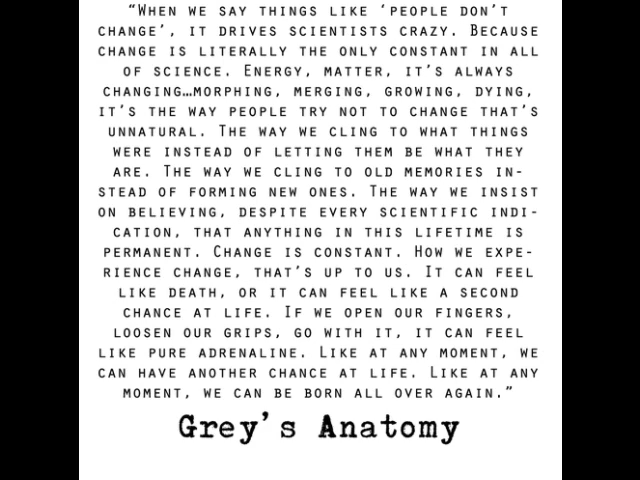 “When we say things like ‘people don’t
change’, it drives scientists crazy. Because
change is literally the only constant in all
of science. Energy, matter, it’s always
changing…morphing, merging, growing, dying,
it’s the way people try not to change that’s
unnatural. The way we cling to what things
were instead of letting them be what they
are. The way we cling to old memories in-
stead of forming new ones. The way we insist
on believing, despite every scientific indi-
cation, that anything in this lifetime is
permanent. Change is constant. How we expe-
rience change, that’s up to us. It can feel
like death, or it can feel like a second
chance at life. If we open our fingers,
loosen our grips, go with it, it can feel
like pure adrenaline. Like at any moment, we
can have another chance at life. Like at any
moment, we can be born all over again.”
Grey’s Anatomy